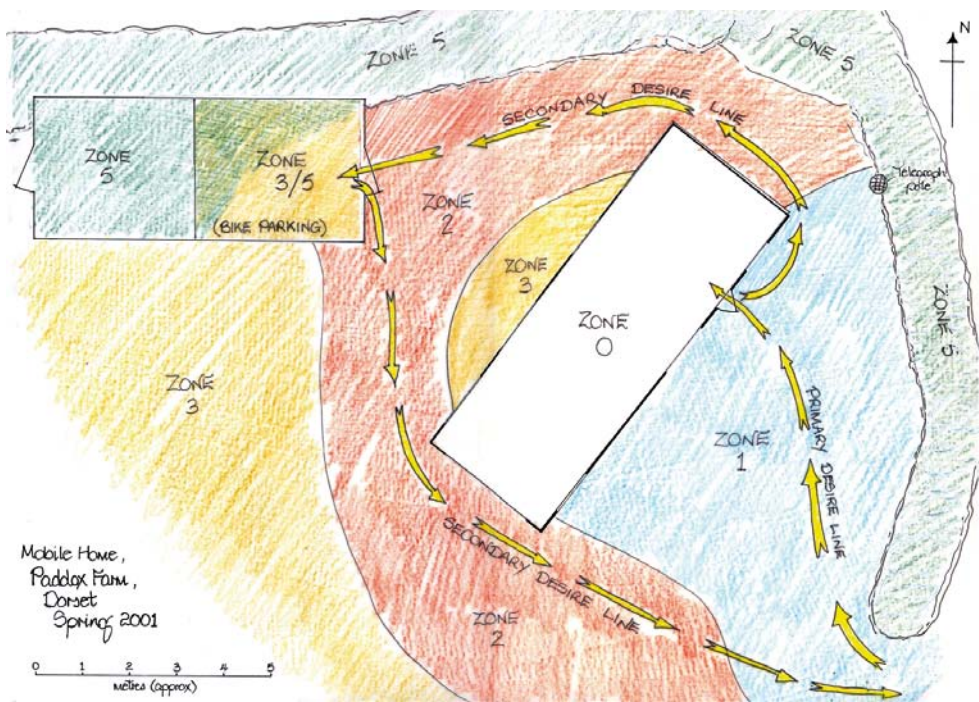 ZONE 5
ZONE 5
N
SECONDARY DESIRE LINE
ZONE
5
ZONE
3/5
(BIKE PARKING)
ZONE
2
Telegraph
pole
ZONE
3
ZONE
0
ZONE 5
ZONE
3
PRIMARY DESIRE LINE
ZONE
1
SECONDARY DESIRE LINE
Mobile Home,
Paddox Farm,
Dorset
Spring 2001
ZONE
2
0 1 2 3 4 5
metres (approx)